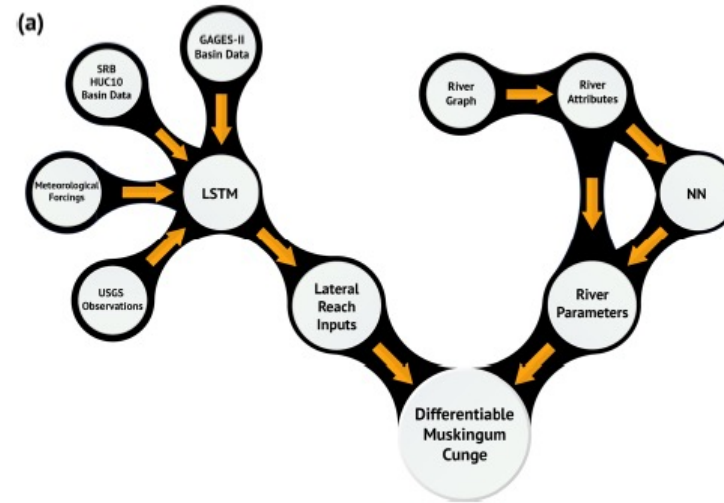 (a)
GAGES-II
Basin Data
SRB
HUC10
Basin Data
Meteorological
Forcings
USGS
Observations
LSTM
Lateral
Reach
Inputs
River
Graph
River
Attributes
NN
River
Parameters
Differentiable
Muskingum
Cunge